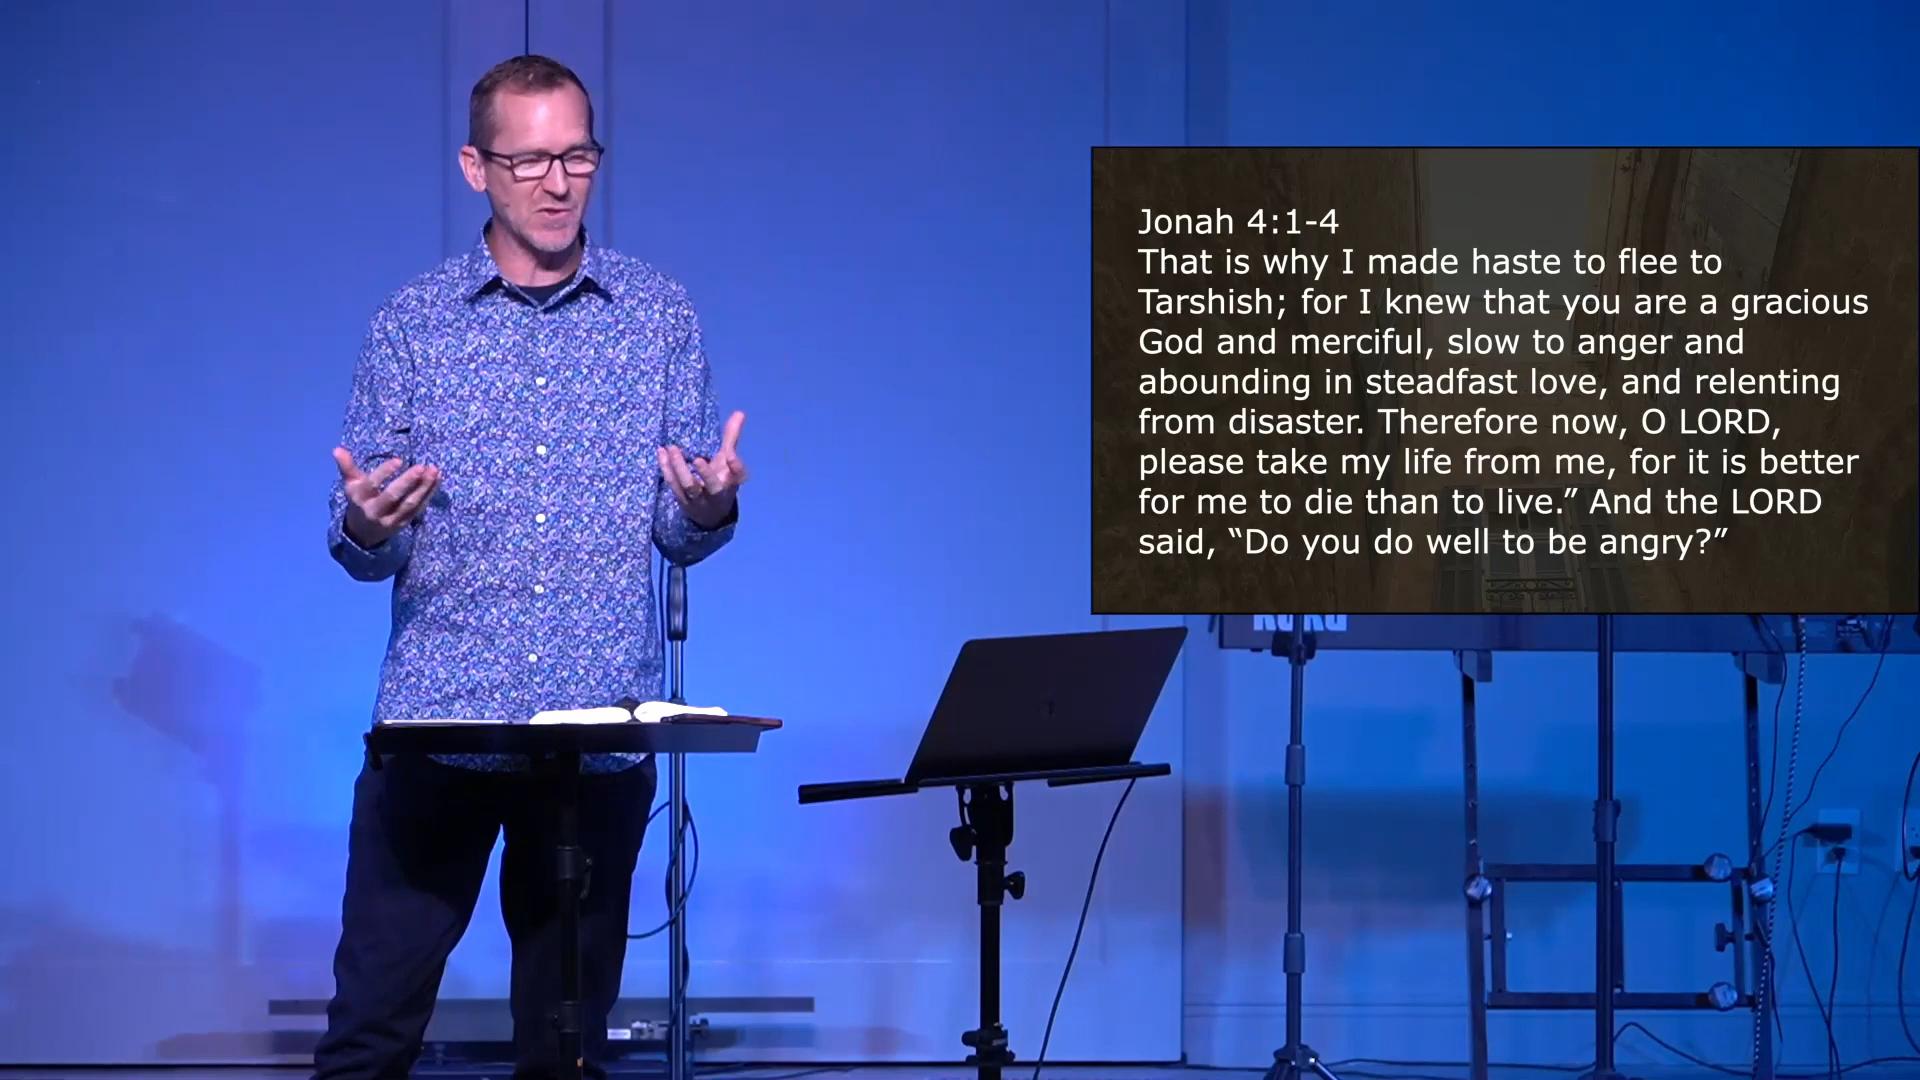 Jonah 4:1-4
That is why I made haste to flee to
Tarshish; for I knew that you are a gracious
God and merciful, slow to anger and
abounding in steadfast love, and relenting
from disaster. Therefore now, O LORD,
please take my life from me, for it is better
for me to die than to live.” And the LORD
said, “Do you do well to be angry?”